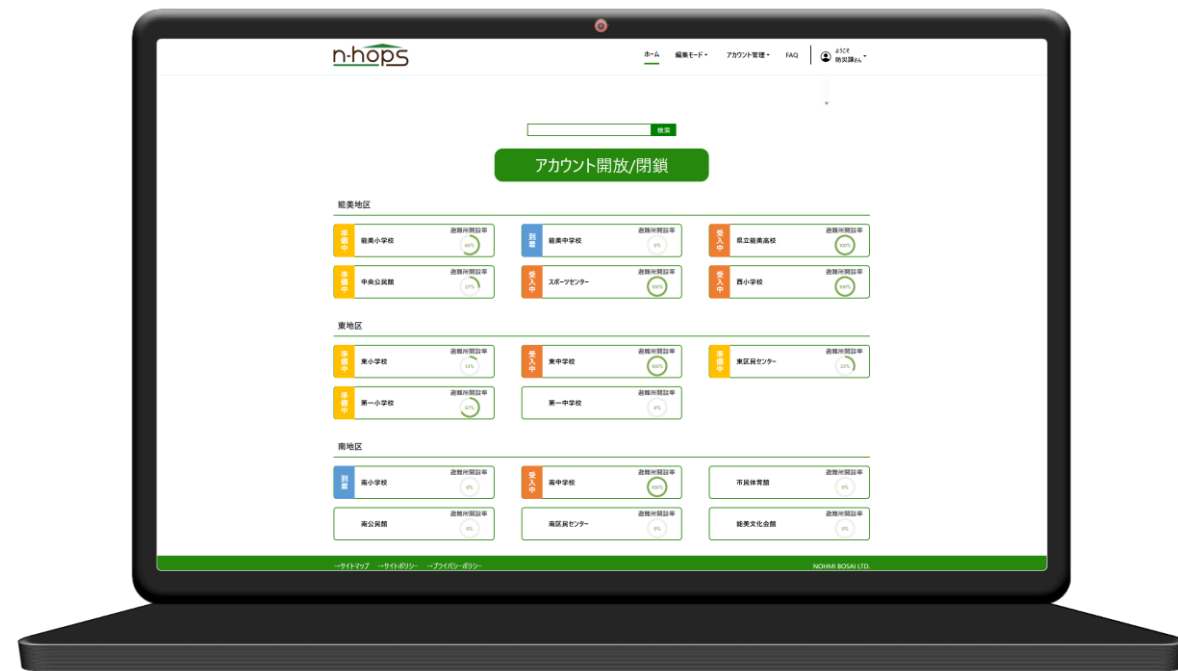 n-hops
ホーム 編集モード アカウント管理 FAQ ようこそ
防災課さん
検索
アカウント開放/閉鎖
能美地区
準備中 能美小学校 避難所開設率
到着 能美中学校 避難所開設率 0%
受入中 県立能美高校 避難所開設率 100%
準備中 中央公民館 避難所開設率
受入中 スポーツセンター 避難所開設率 100%
受入中 西小学校 避難所開設率 100%
東地区
準備中 東小学校 避難所開設率
受入中 東中学校 避難所開設率 100%
準備中 東区民センター 避難所開設率
準備中 第一小学校 避難所開設率
第一中学校 避難所開設率 0%
南地区
到着 南小学校 避難所開設率 0%
受入中 南中学校 避難所開設率 100%
市民体育館 避難所開設率 0%
南公民館 避難所開設率 0%
南区民センター 避難所開設率 0%
能美文化会館 避難所開設率 0%
→サイトマップ →サイトポリシー →プライバシーポリシー NOHMI BOSAI LTD.